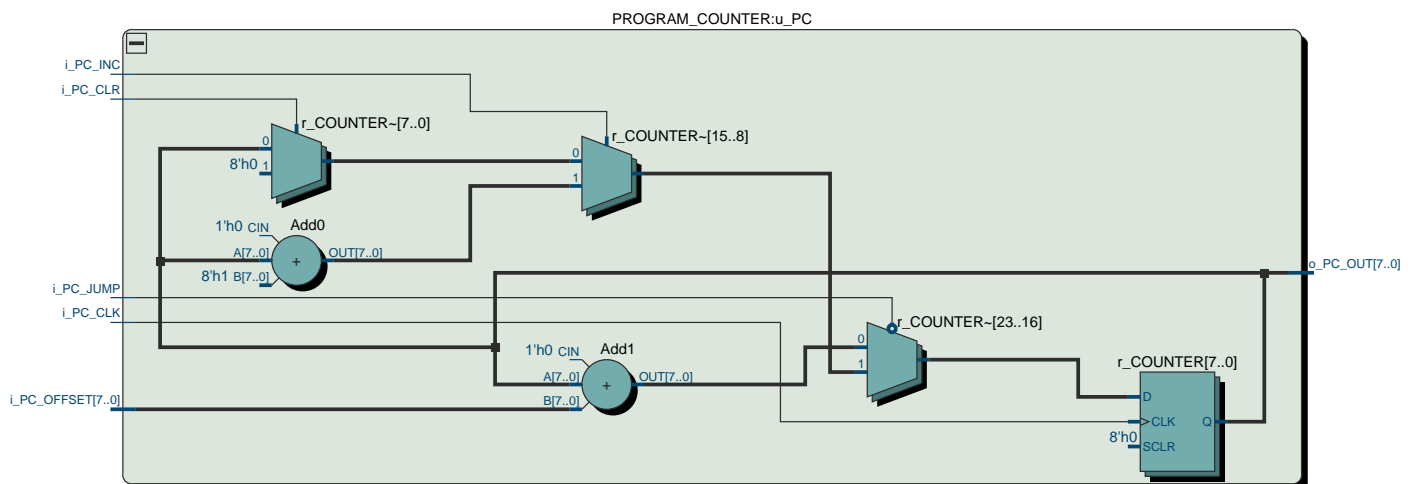 PROGRAM_COUNTER:u_PC
i_PC_INC
i_PC_CLR
r_COUNTER~[7..0]
0
8'h0 1
r_COUNTER~[15..8]
0
1
Add0
1'h0 CIN
A[7..0]
+
OUT[7..0]
8'h1 B[7..0]
o_PC_OUT[7..0]
i_PC_JUMP
i_PC_CLK
r_COUNTER~[23..16]
0
1
Add1
1'h0 CIN
A[7..0]
+
OUT[7..0]
B[7..0]
i_PC_OFFSET[7..0]
r_COUNTER[7..0]
D
CLK
Q
8'h0
SCLR